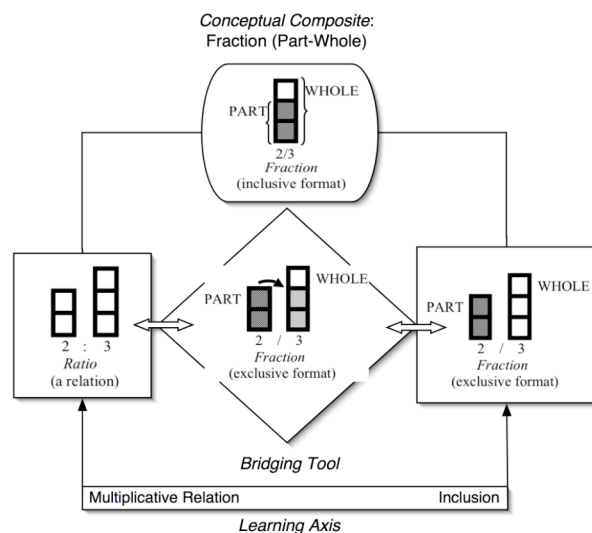 Conceptual Composite:
Fraction (Part-Whole)
WHOLE
PART
2/3
Fraction
(inclusive format)
2 : 3
Ratio
(a relation)
WHOLE
PART
2 / 3
Fraction
(exclusive format)
WHOLE
PART
2 / 3
Fraction
(exclusive format)
Bridging Tool
Multiplicative Relation Inclusion
Learning Axis